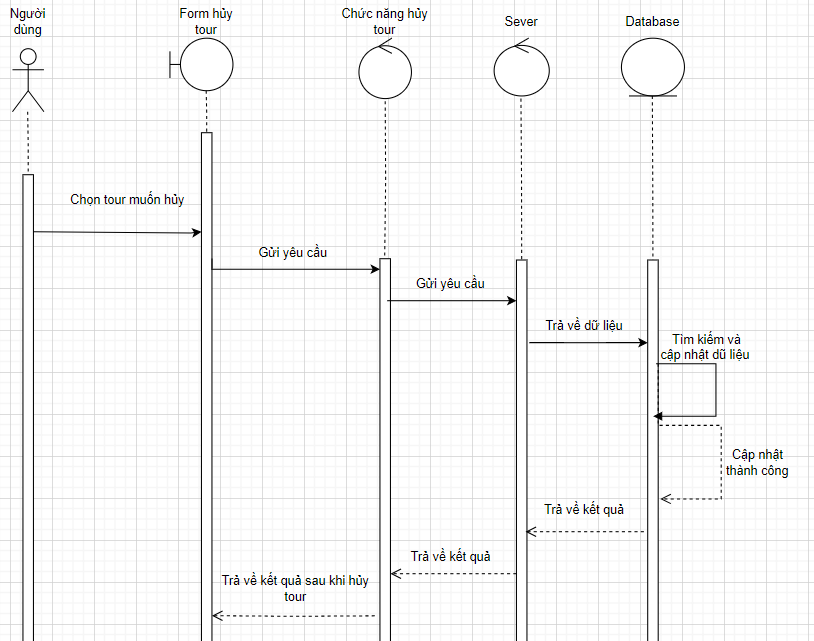 Người
dùng
Form hủy
tour
Chức năng hủy
tour
Sever
Database
Chọn tour muốn hủy
Gửi yêu cầu
Gửi yêu cầu
Trả về dữ liệu
Tìm kiếm và
cập nhật dũ liệu
Cập nhật
thành công
Trả về kết quả
Trả về kết quả
Trả về kết quả sau khi hủy
tour